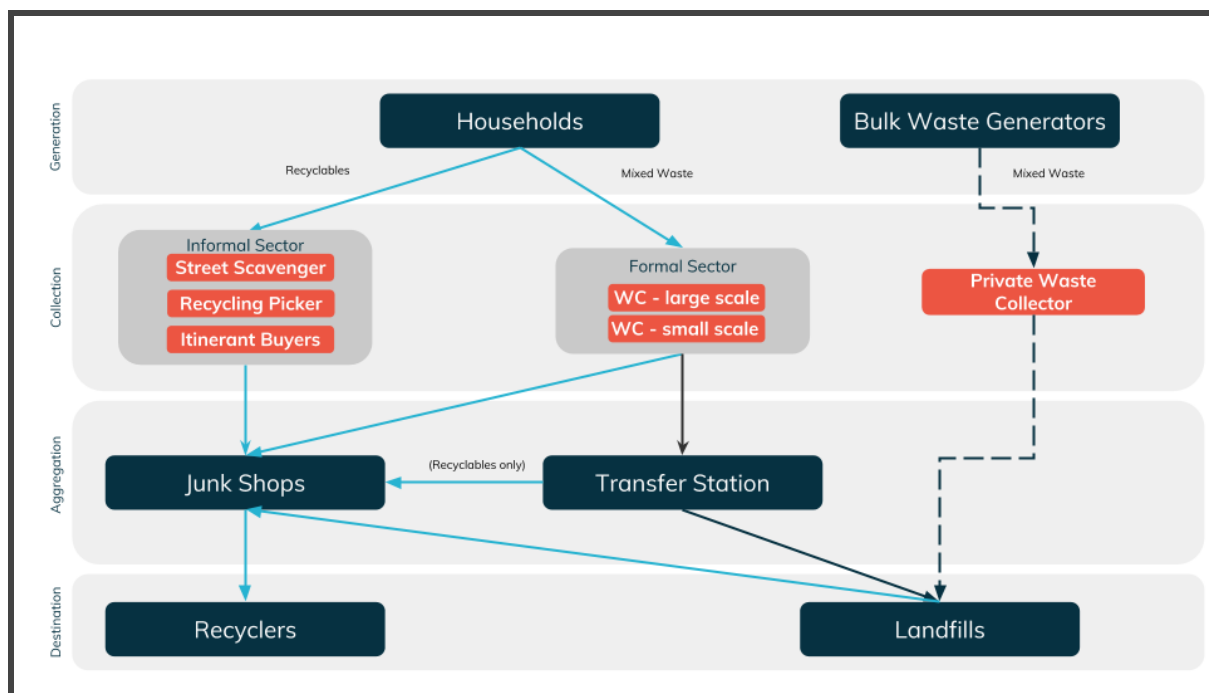 Generation
Households
Bulk Waste Generators
Recyclables
Mixed Waste
Mixed Waste
Collection
Informal Sector
Street Scavenger
Recycling Picker
Itinerant Buyers
Formal Sector
WC - large scale
WC - small scale
Private Waste
Collector
Aggregation
Junk Shops
(Recyclables only)
Transfer Station
Destination
Recyclers
Landfills